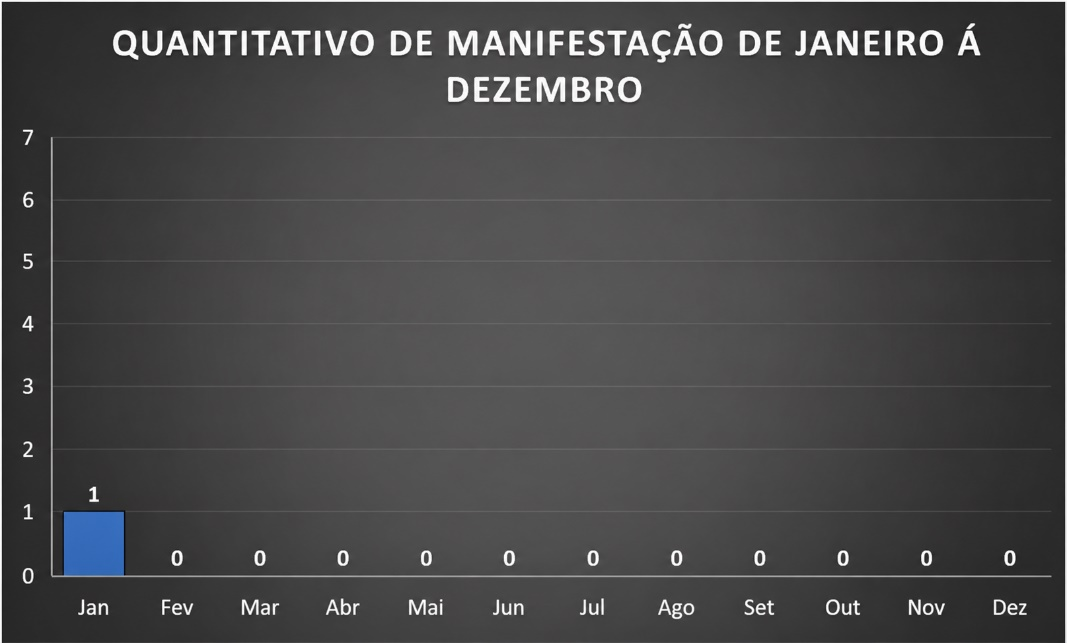 QUANTITATIVO DE MANIFESTAÇÃO DE JANEIRO Á
DEZEMBRO
7
6
5
4
3
2
1
0
1
0 0 0 0 0 0 0 0 0 0 0
Jan Fev Mar Abr Mai Jun Jul Ago Set Out Nov Dez